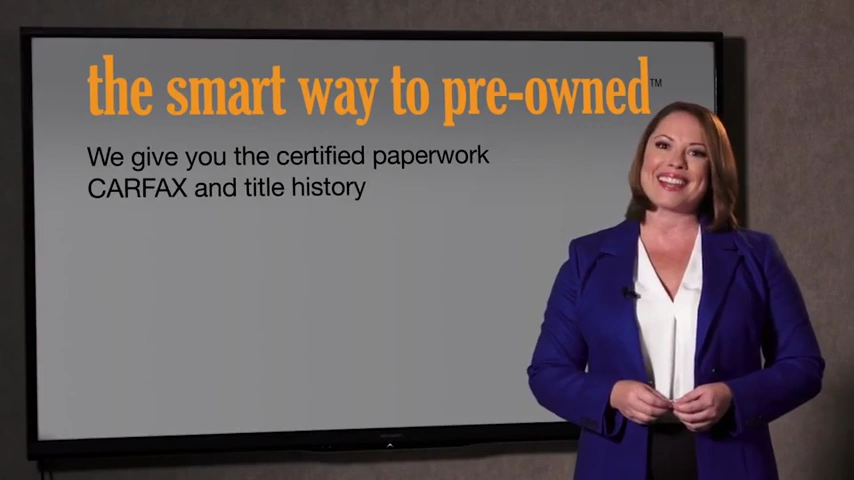 the smart way to pre-owned™
We give you the certified paperwork
CARFAX and title history